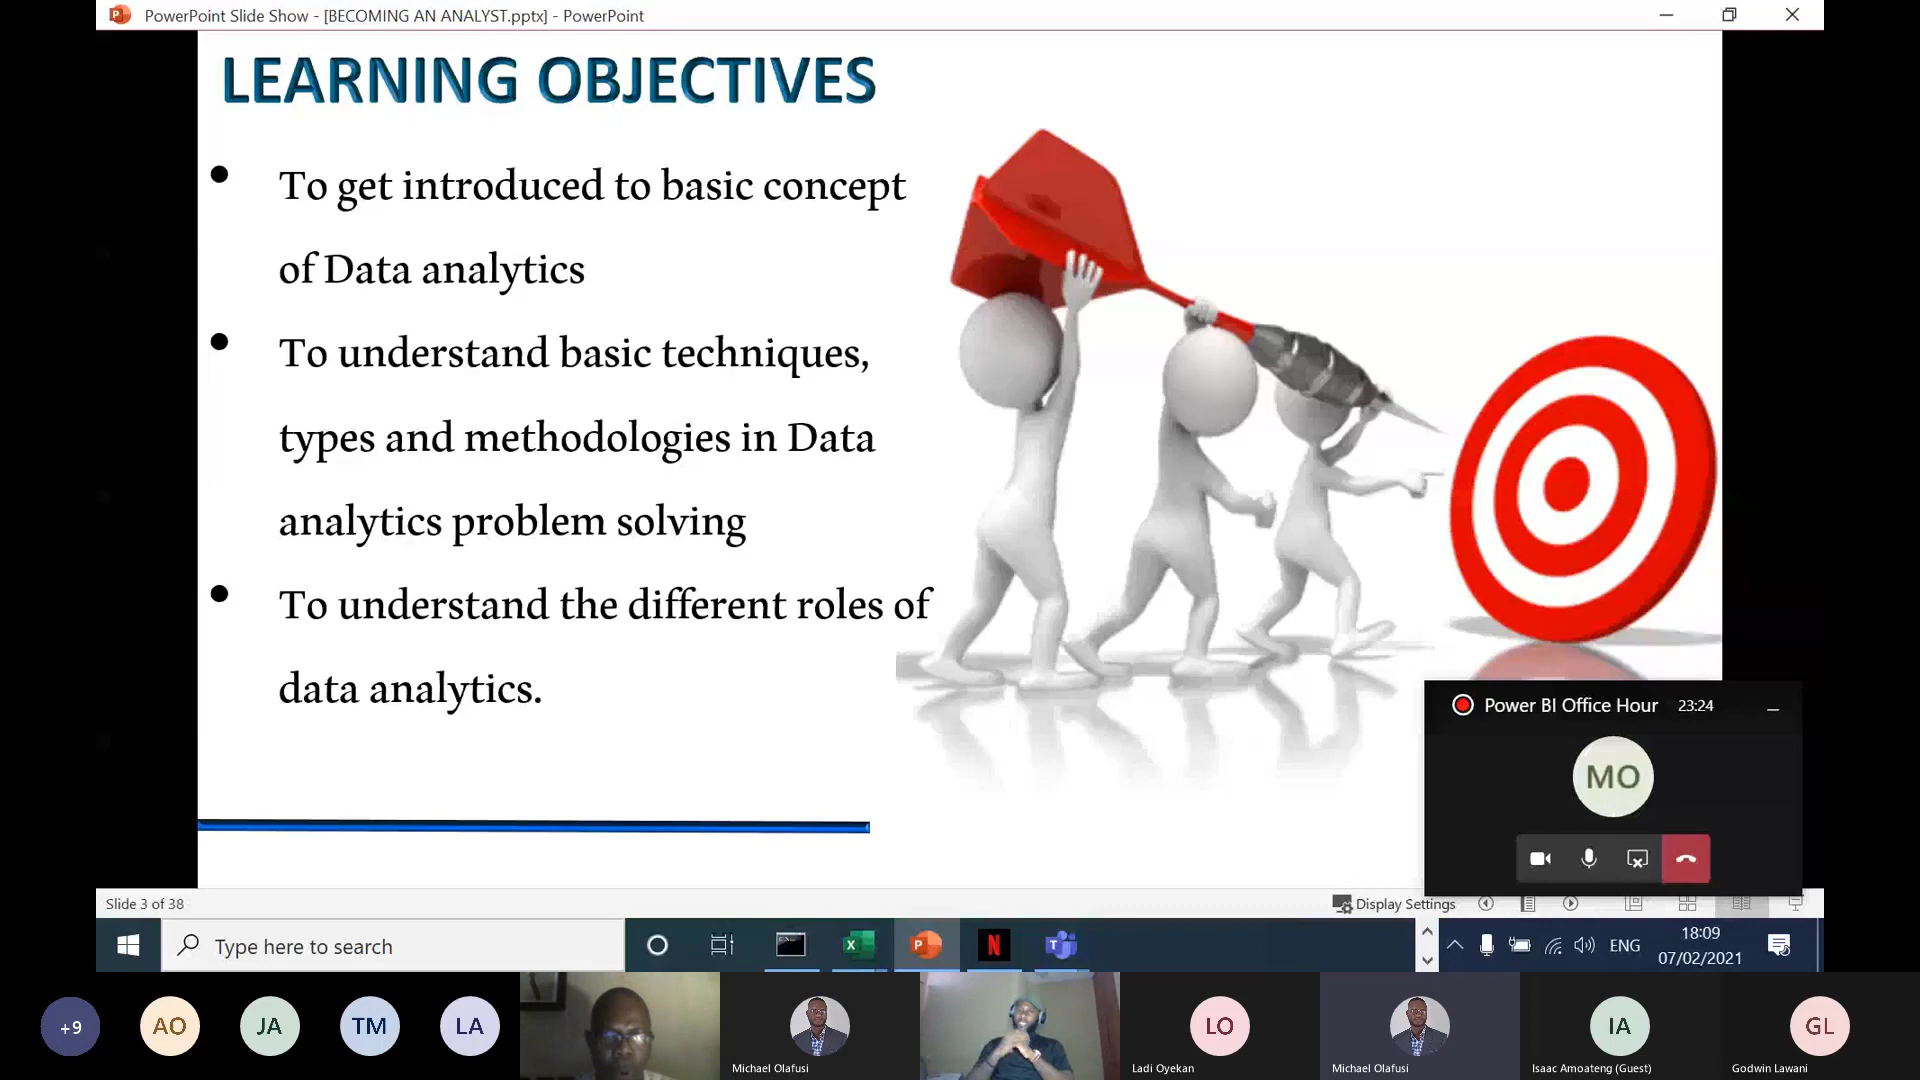 PowerPoint Slide Show - [BECOMING AN ANALYST.pptx] - PowerPoint
LEARNING OBJECTIVES
• To get introduced to basic concept
of Data analytics
• To understand basic techniques,
types and methodologies in Data
analytics problem solving
• To understand the different roles of
data analytics.
Power BI Office Hour 23:24
MO
Slide 3 of 38
Display Settings
Type here to search
ENG
18:09
07/02/2021
+9
AO
JA
TM
LA
LO
IA
GL
Michael Olafusi
Ladi Oyekan
Michael Olafusi
Isaac Amoateng (Guest)
Godwin Lawani